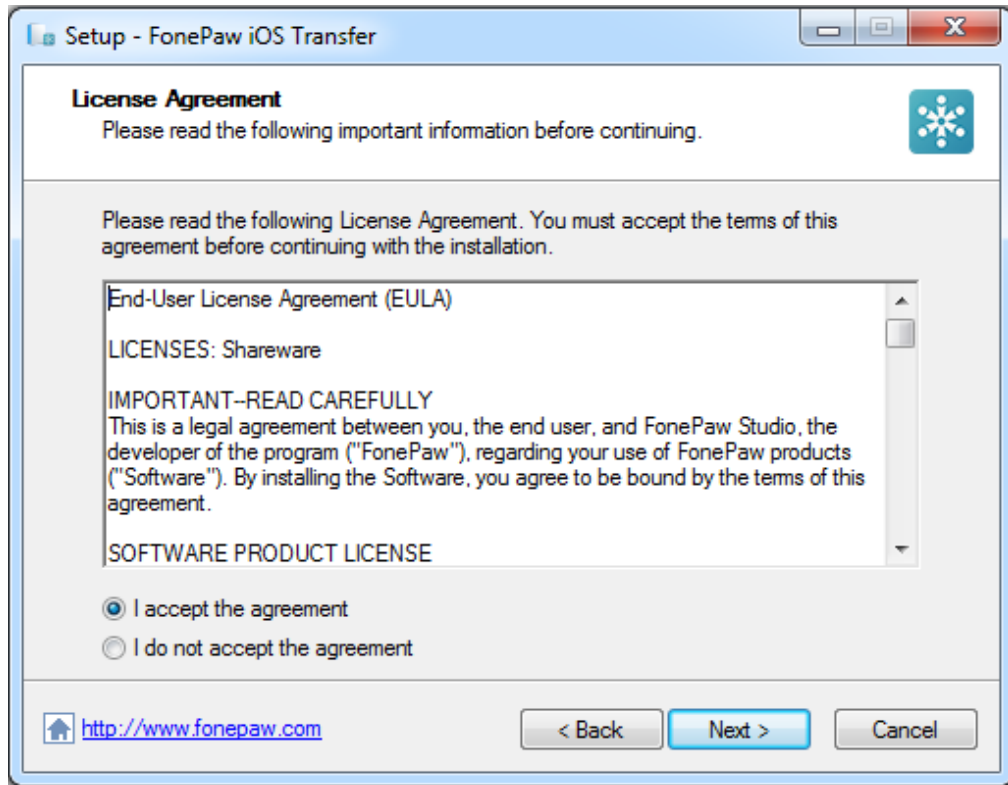 Setup - FonePaw iOS Transfer
License Agreement
Please read the following important information before continuing.
Please read the following License Agreement. You must accept the terms of this
agreement before continuing with the installation.
End-User License Agreement (EULA)
LICENSES: Shareware
IMPORTANT--READ CAREFULLY
This is a legal agreement between you, the end user, and FonePaw Studio, the
developer of the program ("FonePaw"), regarding your use of FonePaw products
("Software"). By installing the Software, you agree to be bound by the terms of this
agreement.
SOFTWARE PRODUCT LICENSE
I accept the agreement
I do not accept the agreement
http://www.fonepaw.com
< Back
Next >
Cancel